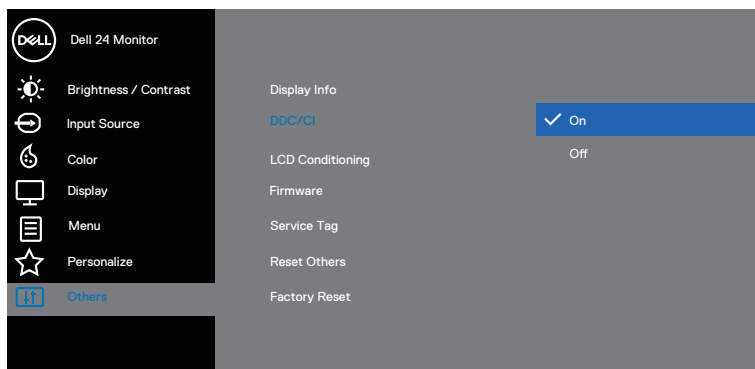 DELL
Dell 24 Monitor
Brightness / Contrast
Input Source
Color
Display
Menu
Personalize
Others
Display Info
DDC/CI
LCD Conditioning
Firmware
Service Tag
Reset Others
Factory Reset
On
Off